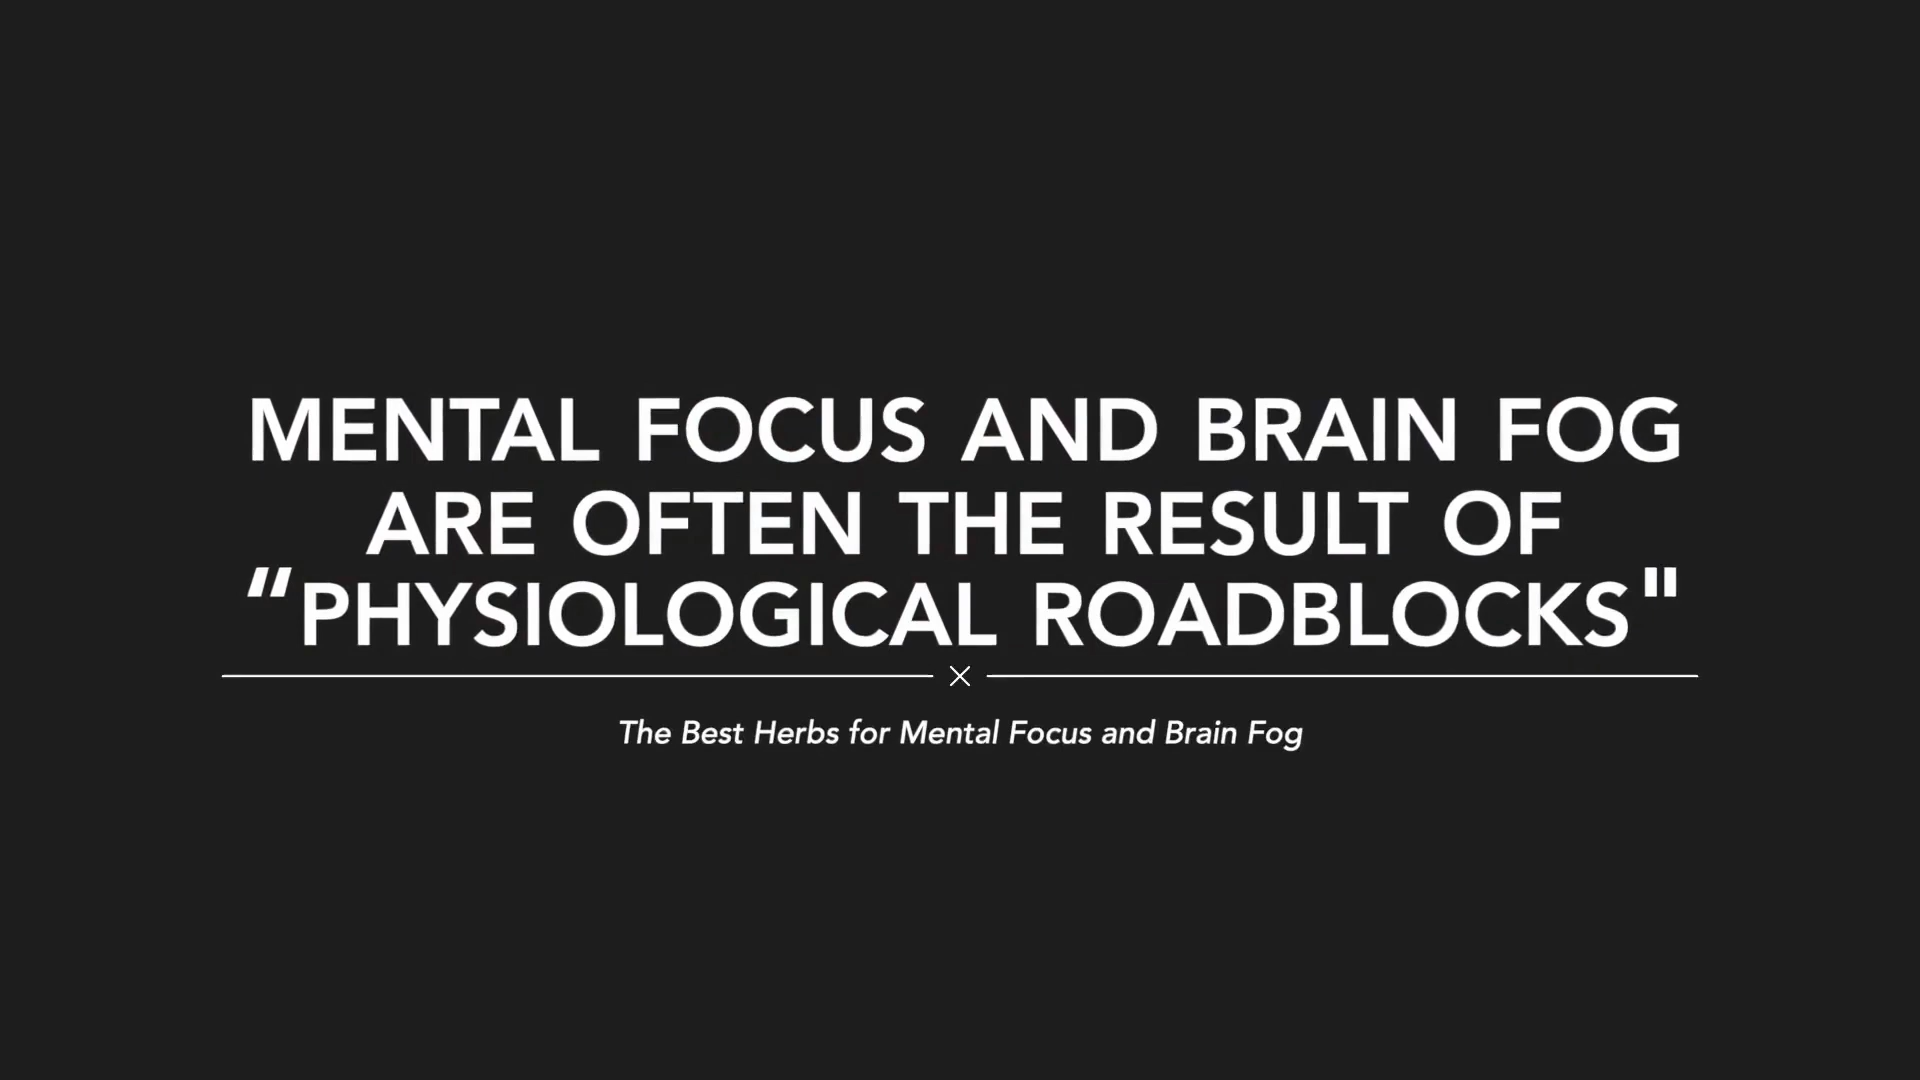 MENTAL FOCUS AND BRAIN FOG
ARE OFTEN THE RESULT OF
“PHYSIOLOGICAL ROADBLOCKS"
The Best Herbs for Mental Focus and Brain Fog